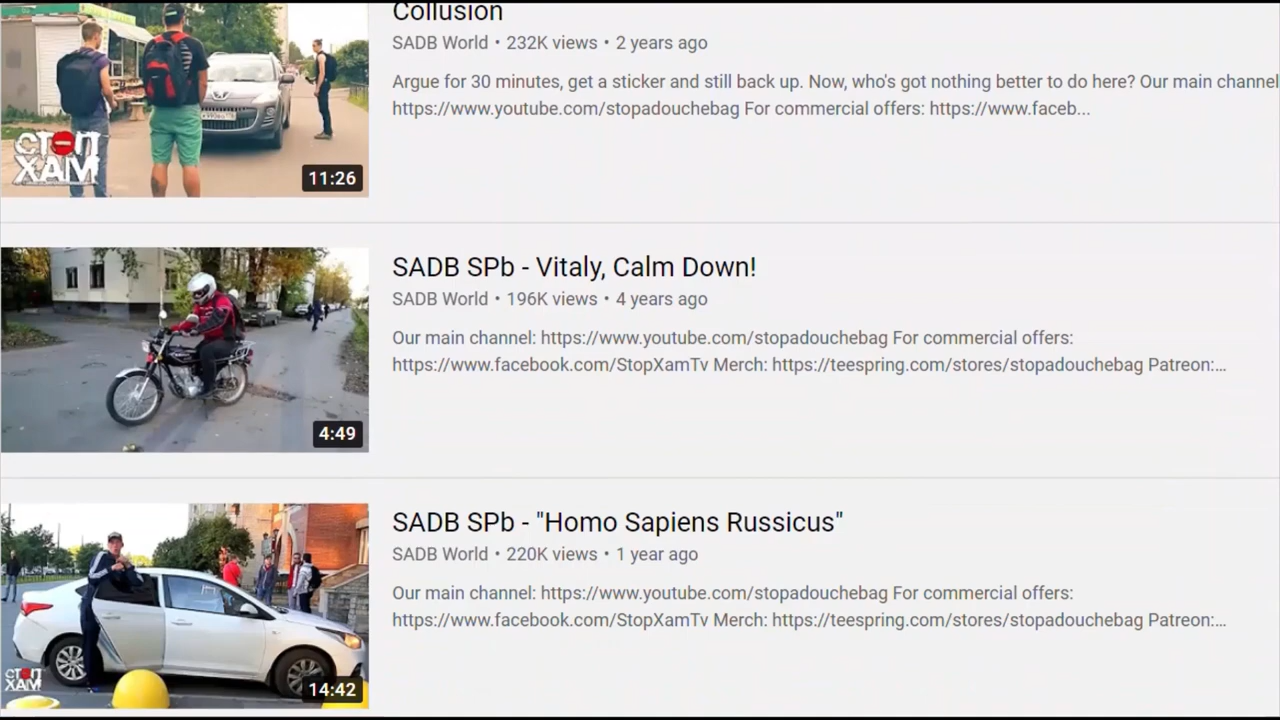 Collusion
SADB World • 232K views • 2 years ago
Argue for 30 minutes, get a sticker and still back up. Now, who's got nothing better to do here? Our main channel
https://www.youtube.com/stopadouchebag For commercial offers: https://www.faceb...
СТОП
ХАМ
11:26
SADB SPb - Vitaly, Calm Down!
SADB World • 196K views • 4 years ago
Our main channel: https://www.youtube.com/stopadouchebag For commercial offers:
https://www.facebook.com/StopXamTv Merch: https://teespring.com/stores/stopadouchebag Patreon:...
4:49
SADB SPb - "Homo Sapiens Russicus"
SADB World • 220K views • 1 year ago
Our main channel: https://www.youtube.com/stopadouchebag For commercial offers:
https://www.facebook.com/StopXamTv Merch: https://teespring.com/stores/stopadouchebag Patreon:...
СТОП
ХАМ
14:42